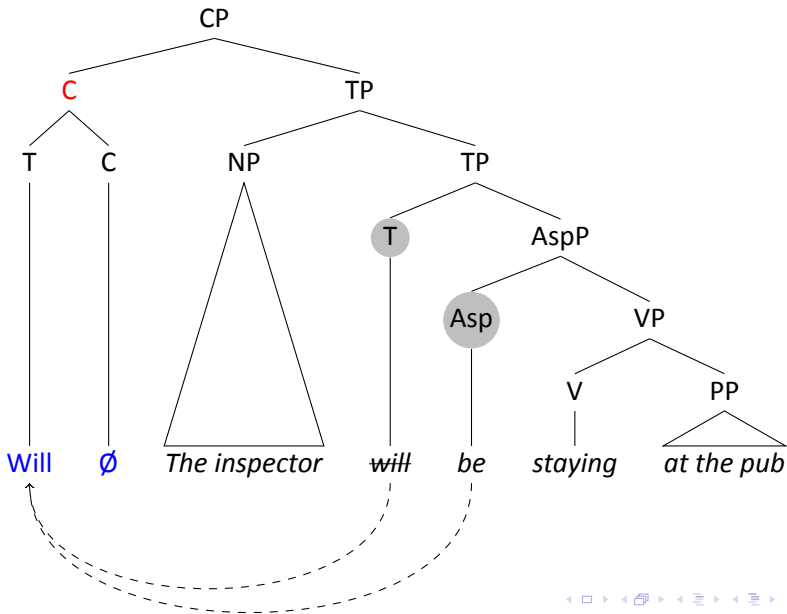 CP
C TP
T C NP TP
T AspP
Asp VP
V PP
Will Ø The inspector will be staying at the pub